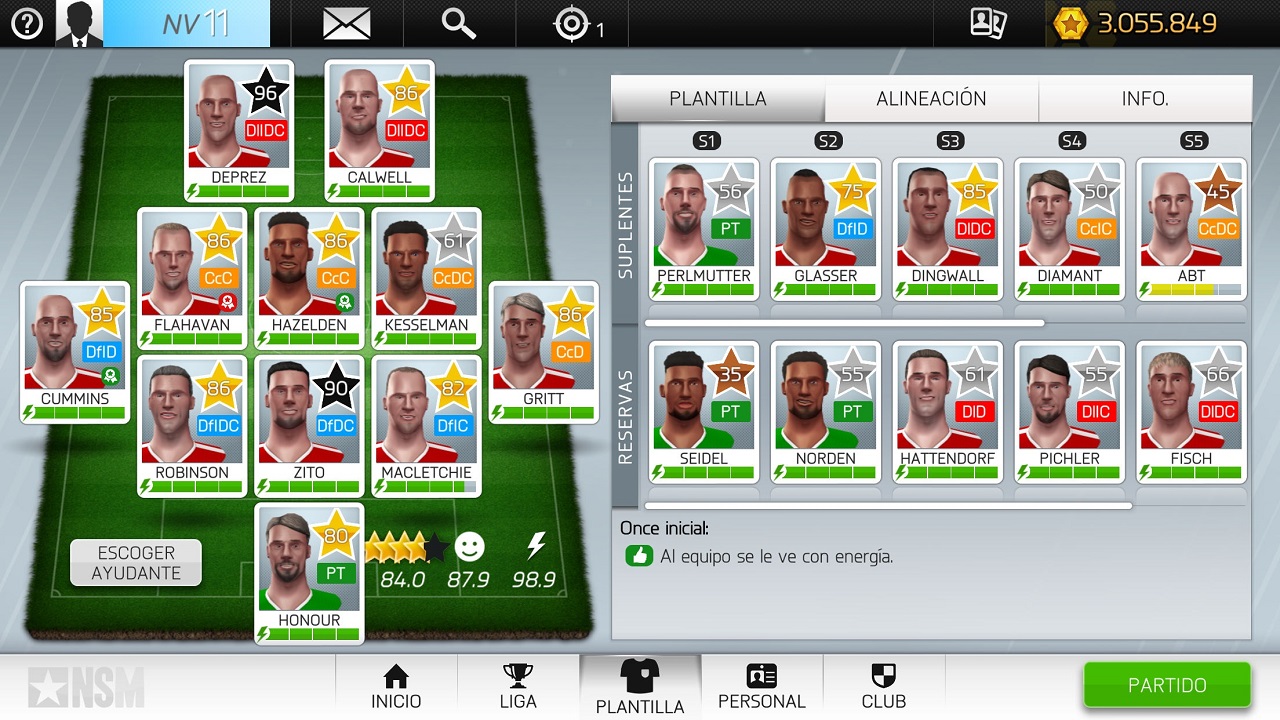 ?
NV 11
1
3.055.849
96
DlIDC
DEPREZ
86
DlIDC
CALWELL
86
CcC
FLAHAVAN
86
CcC
HAZELDEN
61
CcDC
KESSELMAN
85
DfID
CUMMINS
86
CcD
GRITT
86
DfIDC
ROBINSON
90
DfDC
ZITO
82
DfIC
MACLETCHIE
80
PT
HONOUR
ESCOGER
AYUDANTE
84.0 87.9 98.9
PLANTILLA ALINEACIÓN INFO.
SUPLENTES
S1 S2 S3 S4 S5
56
PT
PERLMUTTER
75
DfID
GLASSER
85
DIDC
DINGWALL
50
CcIC
DIAMANT
45
CcDC
ABT
RESERVAS
35
PT
SEIDEL
55
PT
NORDEN
61
DID
HATTENDORF
55
DlIC
PICHLER
66
DIDC
FISCH
Once inicial:
Al equipo se le ve con energía.
NSM
INICIO
LIGA
PLANTILLA
PERSONAL
CLUB
PARTIDO